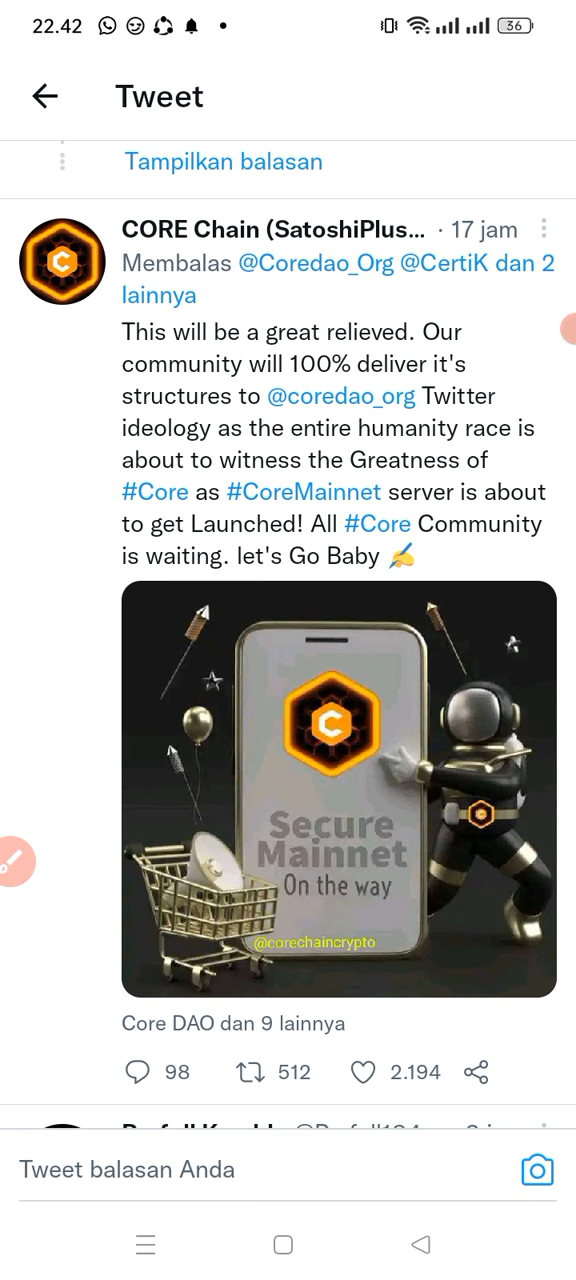 22.42
36
Tweet
Tampilkan balasan
CORE Chain (SatoshiPlus... · 17 jam
Membalas @Coredao_Org @CertiK dan 2
lainnya
This will be a great relieved. Our
community will 100% deliver it's
structures to @coredao_org Twitter
ideology as the entire humanity race is
about to witness the Greatness of
#Core as #CoreMainnet server is about
to get Launched! All #Core Community
is waiting. let's Go Baby ✍️
C
Secure
Mainnet
On the way
@corechaincrypto
Core DAO dan 9 lainnya
98 512 2.194
Tweet balasan Anda